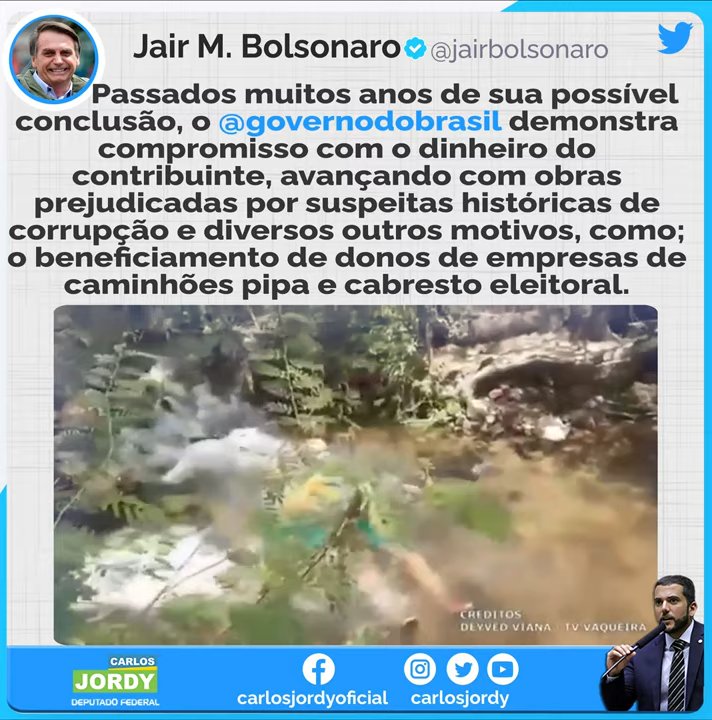 Jair M. Bolsonaro @jairbolsonaro
Passados muitos anos de sua possível
conclusão, o @governodobrasil demonstra
compromisso com o dinheiro do
contribuinte, avançando com obras
prejudicadas por suspeitas históricas de
corrupção e diversos outros motivos, como;
o beneficiamento de donos de empresas de
caminhões pipa e cabresto eleitoral.
CREDITOS
DEYVED VIANA - TV VAQUEIRA
CARLOS
JORDY
DEPUTADO FEDERAL
carlosjordyoficial
carlosjordy